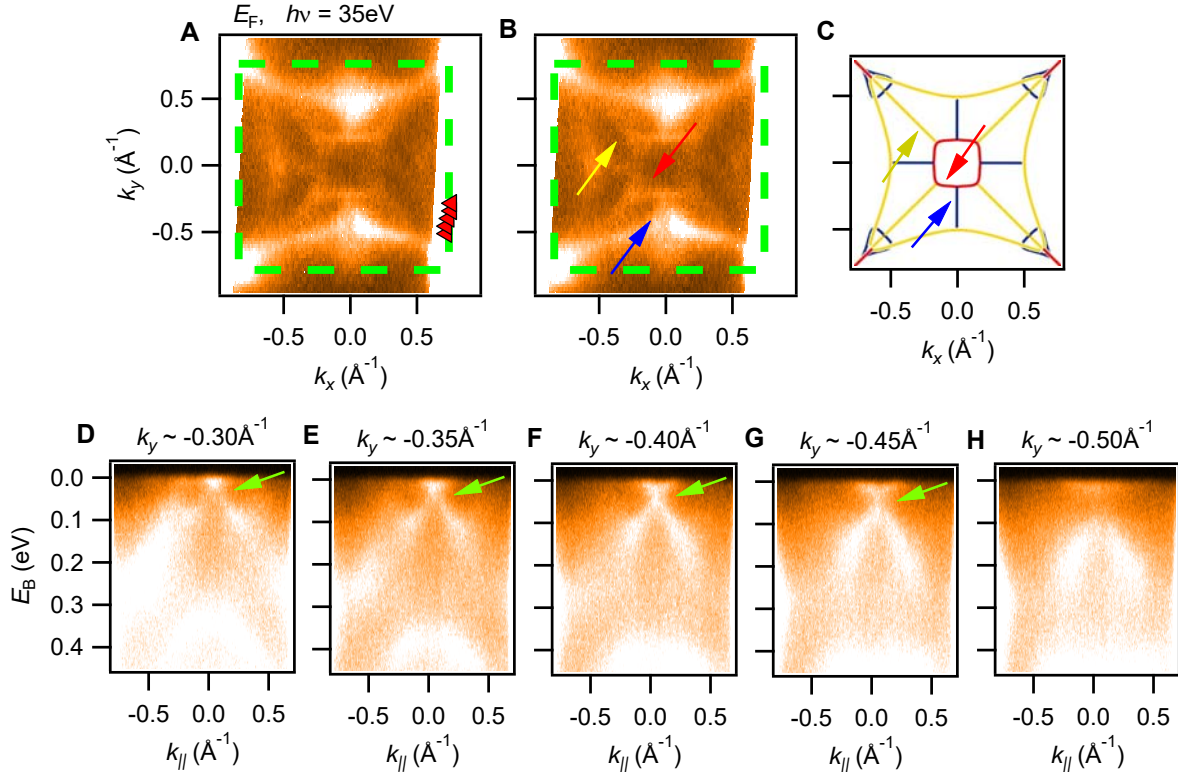 E_F, hν = 35eV
A
B
C
0.5
0.0
-0.5
k_y (Å⁻¹)
-0.5 0.0 0.5
-0.5 0.0 0.5
-0.5 0.0 0.5
k_x (Å⁻¹)
k_x (Å⁻¹)
k_x (Å⁻¹)
D
k_y ~ -0.30Å⁻¹
E
k_y ~ -0.35Å⁻¹
F
k_y ~ -0.40Å⁻¹
G
k_y ~ -0.45Å⁻¹
H
k_y ~ -0.50Å⁻¹
0.0
0.1
0.2
0.3
0.4
E_B (eV)
-0.5 0.0 0.5
-0.5 0.0 0.5
-0.5 0.0 0.5
-0.5 0.0 0.5
-0.5 0.0 0.5
k_// (Å⁻¹)
k_// (Å⁻¹)
k_// (Å⁻¹)
k_// (Å⁻¹)
k_// (Å⁻¹)